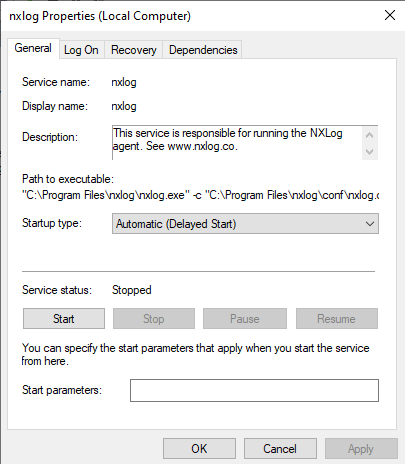 nxlog Properties (Local Computer)
General Log On Recovery Dependencies
Service name: nxlog
Display name: nxlog
Description: This service is responsible for running the NXLog
agent. See www.nxlog.co.
Path to executable:
"C:\Program Files\nxlog\nxlog.exe" -c "C:\Program Files\nxlog\conf\nxlog.c
Startup type: Automatic (Delayed Start)
Service status: Stopped
Start Stop Pause Resume
You can specify the start parameters that apply when you start the service
from here.
Start parameters:
OK Cancel Apply